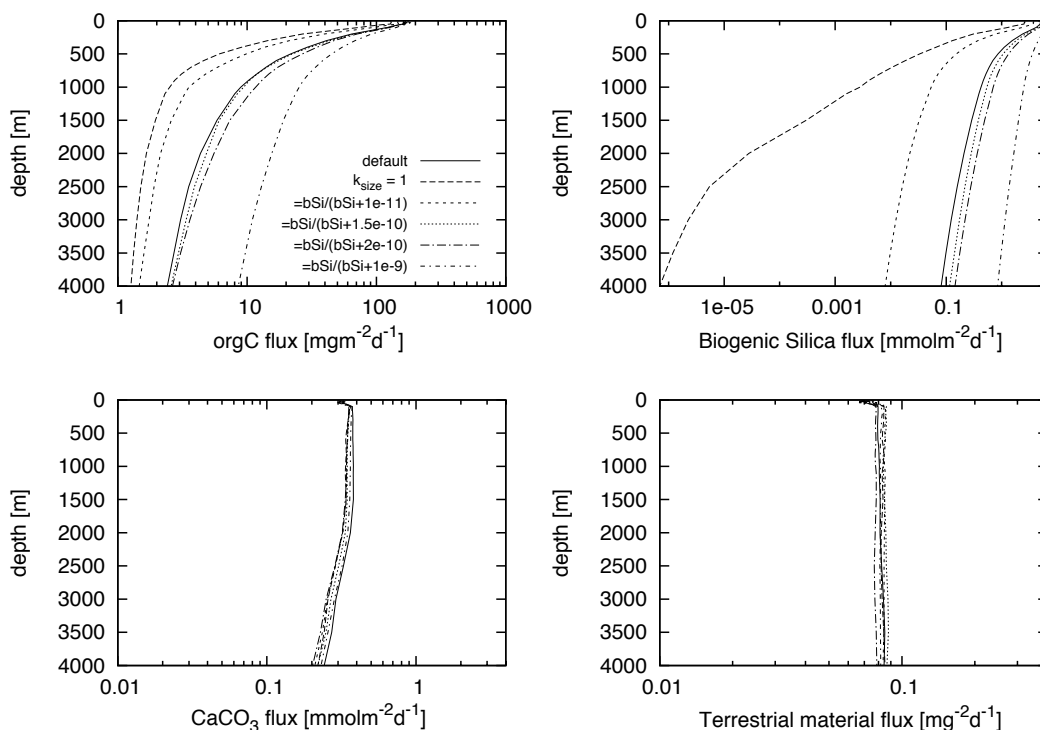 0
500
1000
1500
2000
2500
3000
3500
4000
depth [m]
default
k_size = 1
=bSi/(bSi+1e-11)
=bSi/(bSi+1.5e-10)
=bSi/(bSi+2e-10)
=bSi/(bSi+1e-9)
1 10 100 1000
orgC flux [mgm⁻²d⁻¹]
0
500
1000
1500
2000
2500
3000
3500
4000
depth [m]
1e-05 0.001 0.1
Biogenic Silica flux [mmolm⁻²d⁻¹]
0
500
1000
1500
2000
2500
3000
3500
4000
depth [m]
0.01 0.1 1
CaCO₃ flux [mmolm⁻²d⁻¹]
0
500
1000
1500
2000
2500
3000
3500
4000
depth [m]
0.01 0.1
Terrestrial material flux [mg⁻²d⁻¹]